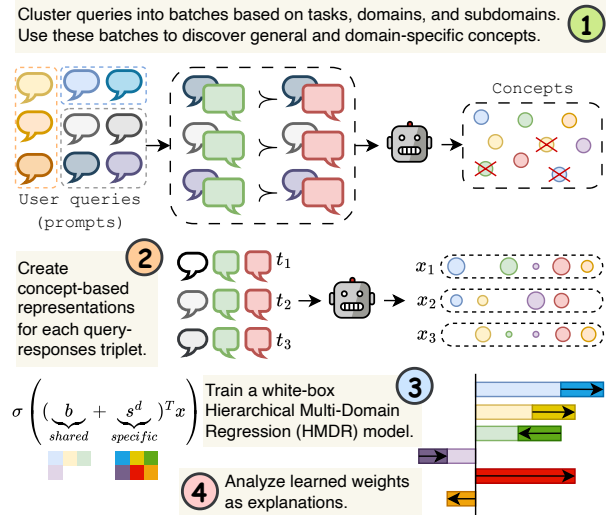 Cluster queries into batches based on tasks, domains, and subdomains.
Use these batches to discover general and domain-specific concepts.
1
Concepts
User queries
(prompts)
2
Create
concept-based
representations
for each query-
responses triplet.
t₁
t₂
t₃
x₁
x₂
x₃
σ((b + s^d)^T x)
shared specific
Train a white-box
Hierarchical Multi-Domain
Regression (HMDR) model.
3
4
Analyze learned weights
as explanations.